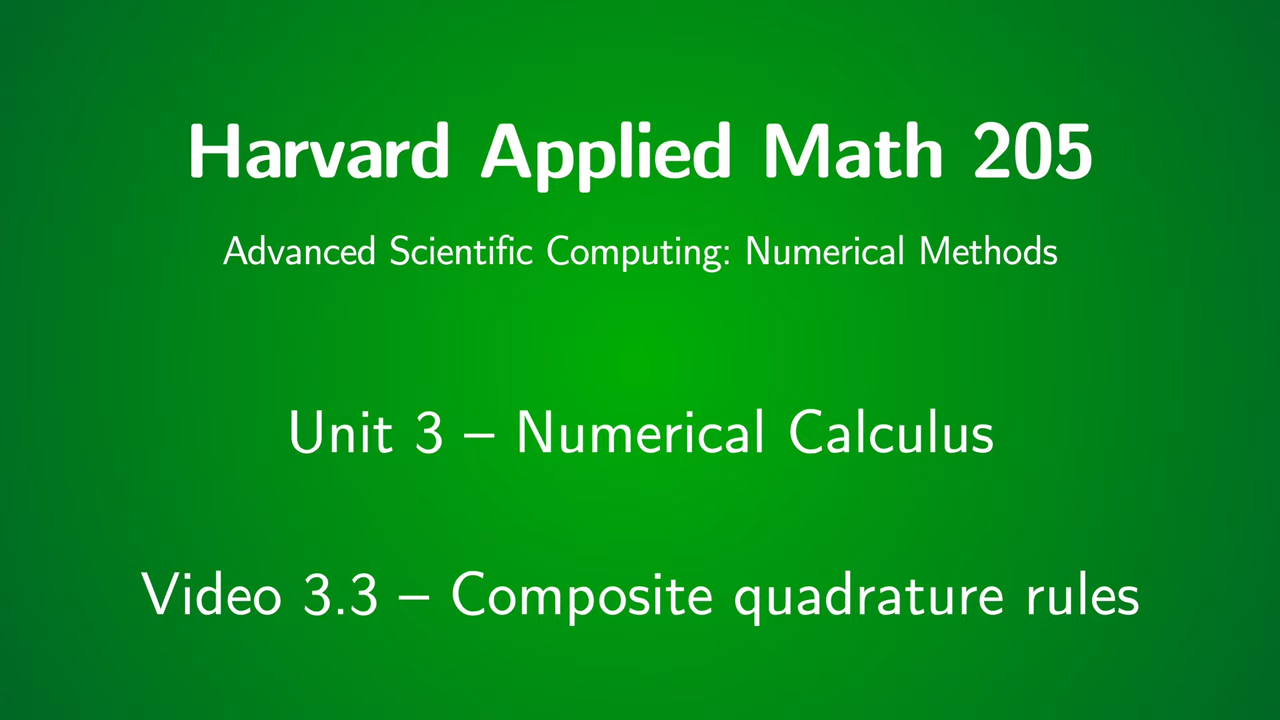 Harvard Applied Math 205
Advanced Scientific Computing: Numerical Methods
Unit 3 – Numerical Calculus
Video 3.3 – Composite quadrature rules